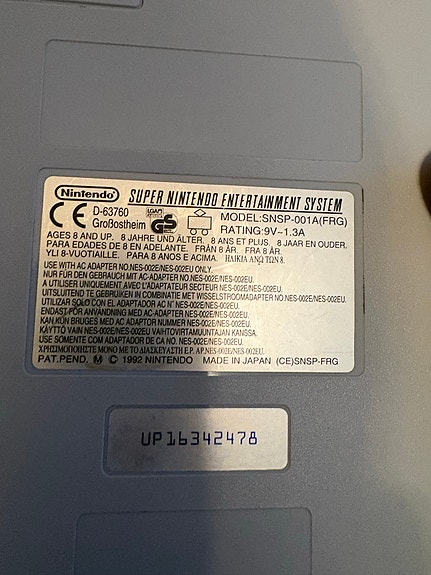 Nintendo SUPER NINTENDO ENTERTAINMENT SYSTEM
CE D-63760 LGAI GS MODEL:SNSP-001A(FRG)
Großostheim RATING:9V⎓1.3A
AGES 8 AND UP. 8 JAHRE UND ÄLTER. 8 ANS ET PLUS. 8 JAAR EN OUDER.
PARA EDADES DE 8 EN ADELANTE. FRÅN 8 ÅR. FRA 8 ÅR.
YLI 8-VUOTIAILLE. PARA 8 ANOS E ACIMA. ΗΛΙΚΙΑ ΑΝΩ ΤΩΝ 8.
USE WITH AC ADAPTER NO.NES-002E/NES-002EU ONLY.
NUR FÜR DEN GEBRAUCH MIT AC-ADAPTER NO.NES-002E/NES-002EU.
A UTILISER UNIQUEMENT AVEC L'ADAPTATEUR SECTEUR NES-002E/NES-002EU.
UITSLUITEND TE GEBRUIKEN IN COMBINATIE MET WISSELSTROOMADAPTER NO.NES-002E/NES-002EU.
UTILIZAR SOLO CON EL ADAPTADOR AC N° NES-002E/NES-002EU.
ENDAST FÖR ANVÄNDNING MED AC-ADAPTER NO.NES-002E/NES-002EU.
KAN KUN BRUGES MED AC ADAPTOR NUMMER NES-002E/NES-002EU.
KÄYTTÖ VAIN NES-002E/NES-002EU VAIHTOVIRTAMUUNTAJAN KANSSA.
USE SOMENTE COM ADAPTADOR DE CA NO. NES-002E/NES-002EU.
ΧΡΗΣΙΜΟΠΟΙΗΣΤΕ ΜΟΝΟ ΜΕ ΤΟ ΔΙΑΣΚΕΥΑΣΤΗ Ε.Ρ. ΑΡ.NES-002E/NES-002EU.
PAT.PEND. Ⓜ © 1992 NINTENDO MADE IN JAPAN (CE)SNSP-FRG
UP16342478